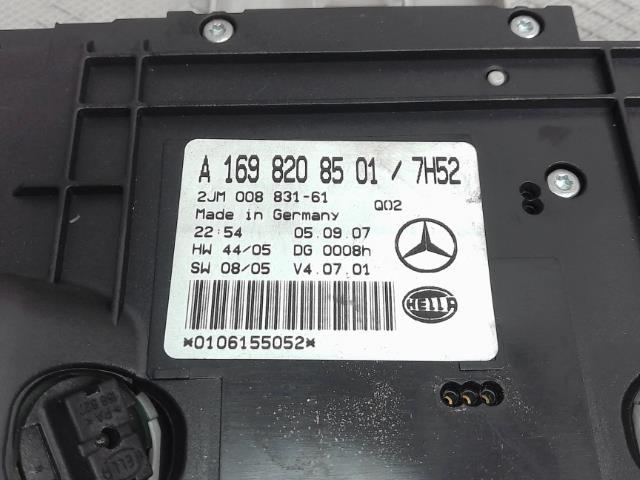 A 169 820 85 01 / 7H52
2JM 008 831-61
Made in Germany Q02
22:54 05.09.07
HW 44/05 DG 0008h
SW 08/05 V4.07.01
HELLA
*0106155052*
HELLA